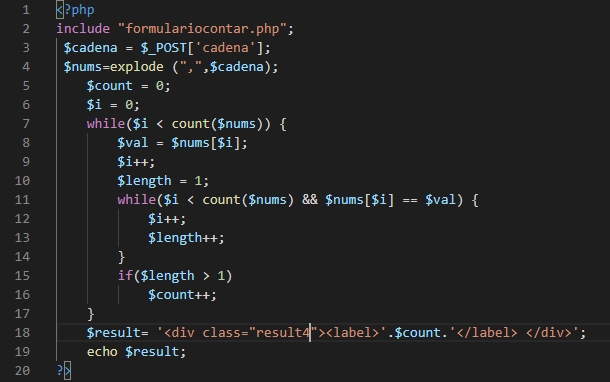 1 <?php
2 include "formulariocontar.php";
3 $cadena = $_POST['cadena'];
4 $nums=explode (",",$cadena);
5 $count = 0;
6 $i = 0;
7 while($i < count($nums)) {
8 $val = $nums[$i];
9 $i++;
10 $length = 1;
11 while($i < count($nums) && $nums[$i] == $val) {
12 $i++;
13 $length++;
14 }
15 if($length > 1)
16 $count++;
17 }
18 $result= '<div class="result4"><label>'.$count.'</label> </div>';
19 echo $result;
20 ?>